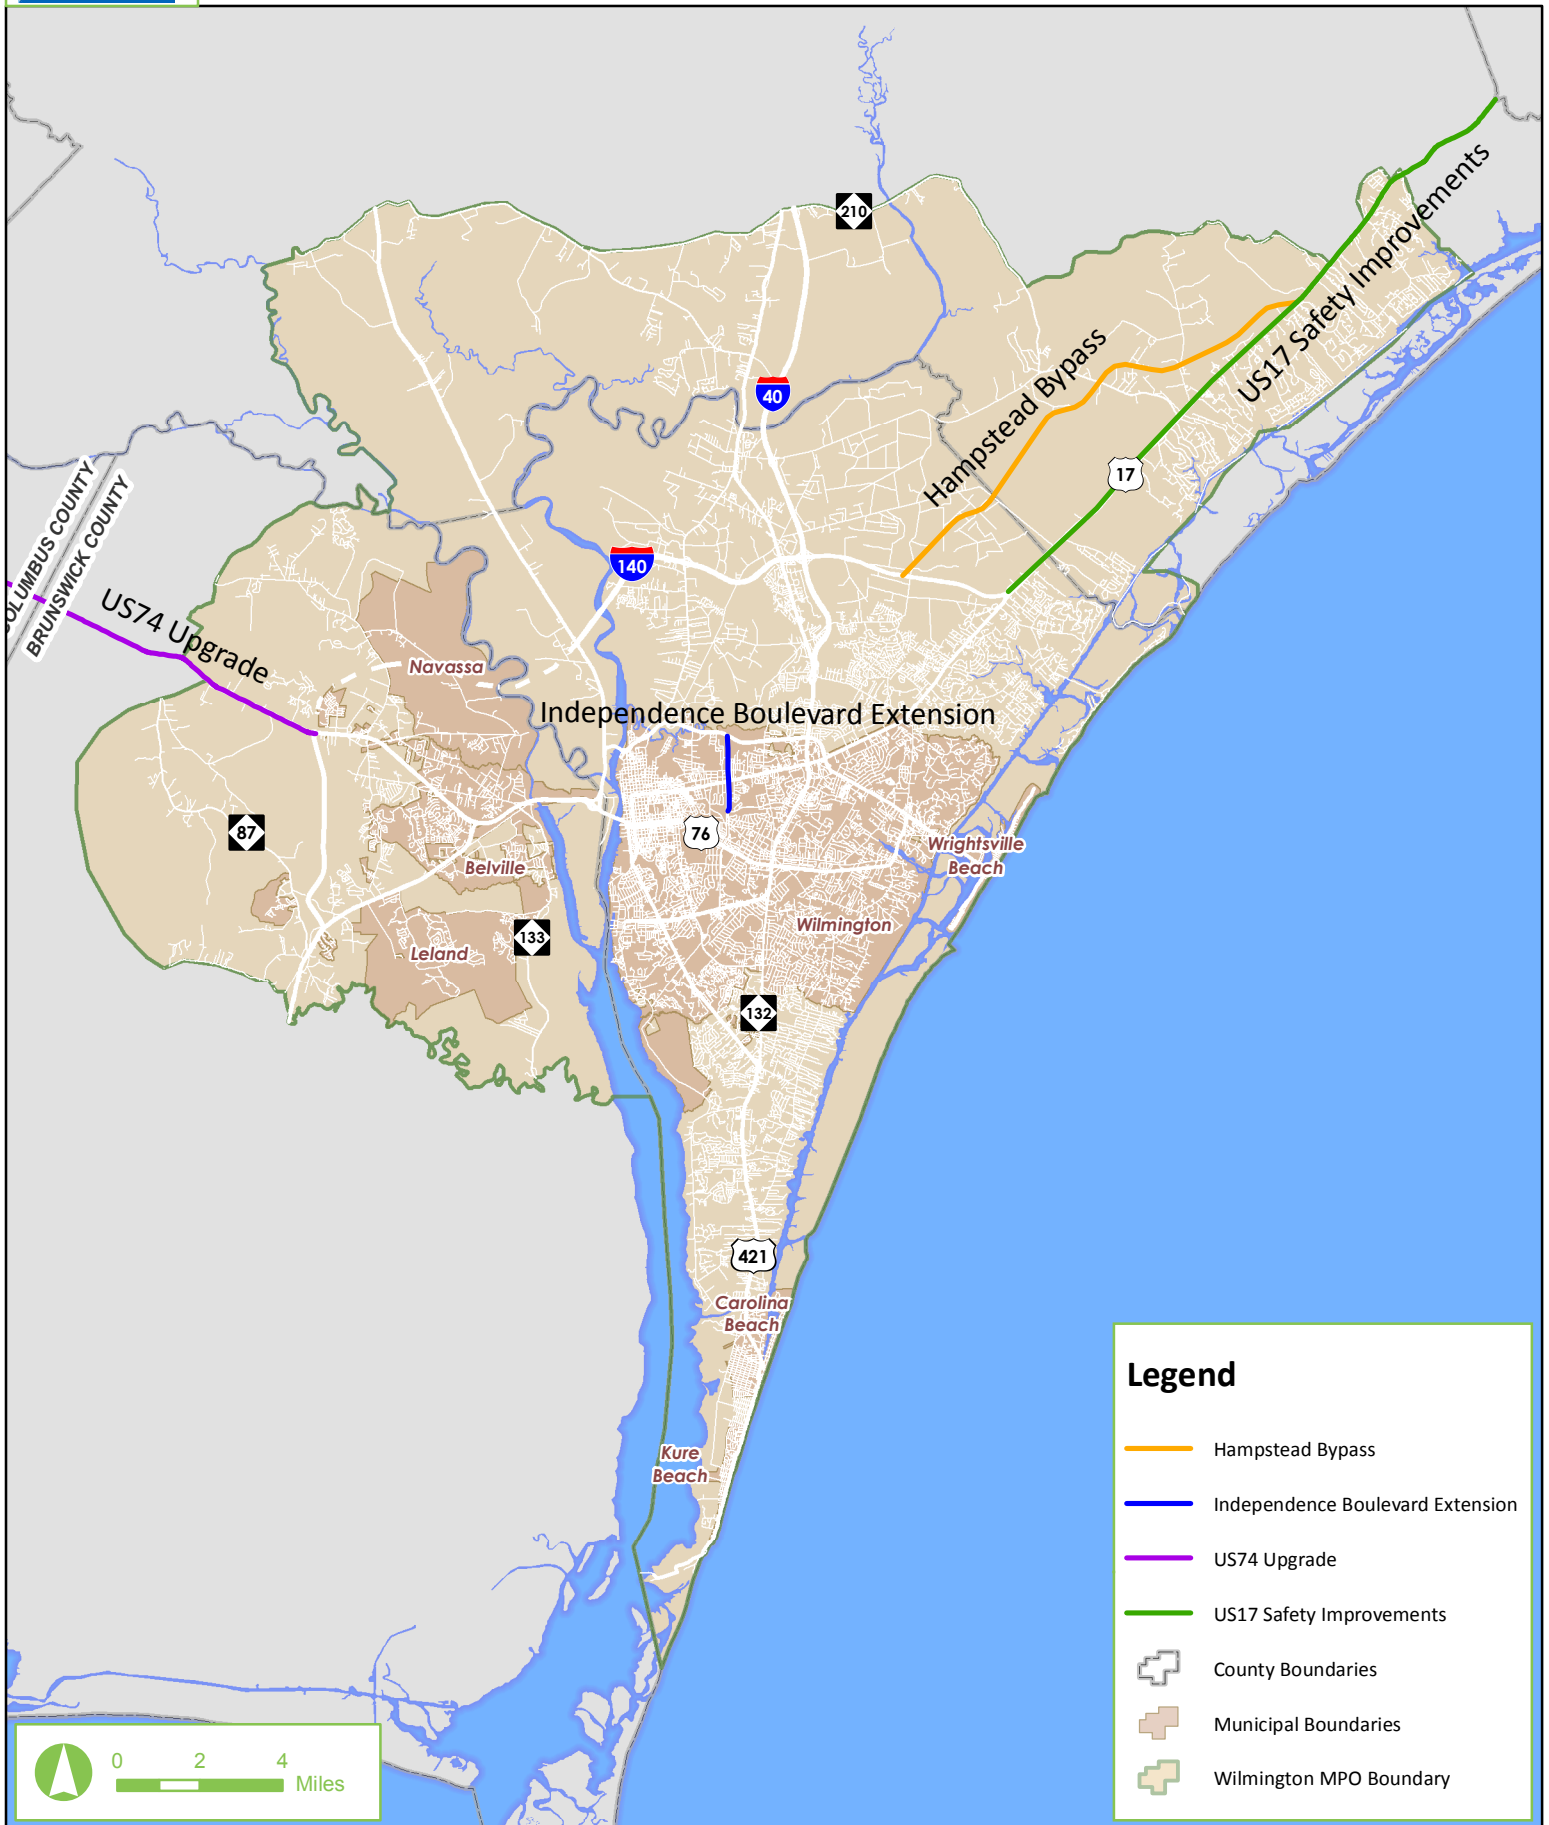 210
US17 Safety Improvements
Hampstead Bypass
40
17
COLUMBUS COUNTY
BRUNSWICK COUNTY
140
US74 Upgrade
Navassa
Independence Boulevard Extension
87
76
Wrightsville
Beach
Belville
Wilmington
133
Leland
132
421
Carolina
Beach
Kure
Beach
Legend
Hampstead Bypass
Independence Boulevard Extension
US74 Upgrade
US17 Safety Improvements
County Boundaries
Municipal Boundaries
Wilmington MPO Boundary
0 2 4
Miles